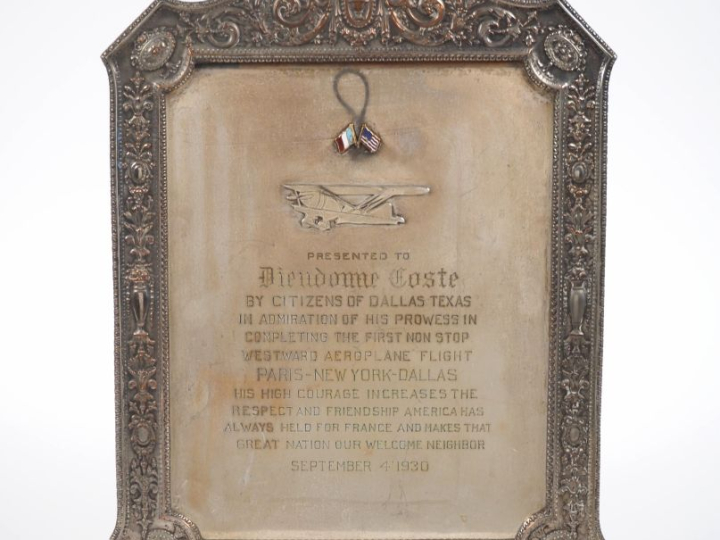 PRESENTED TO
Dieudonne Coste
BY CITIZENS OF DALLAS TEXAS
IN ADMIRATION OF HIS PROWESS IN
COMPLETING THE FIRST NON STOP
WESTWARD AEROPLANE FLIGHT
PARIS-NEW YORK-DALLAS
HIS HIGH COURAGE INCREASES THE
RESPECT AND FRIENDSHIP AMERICA HAS
ALWAYS HELD FOR FRANCE AND MAKES THAT
GREAT NATION OUR WELCOME NEIGHBOR
SEPTEMBER 4 1930